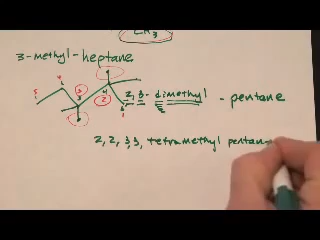 CH3
3-methyl-heptane
2,3-dimethyl - pentane
2,2,3,3, tetramethyl pentan